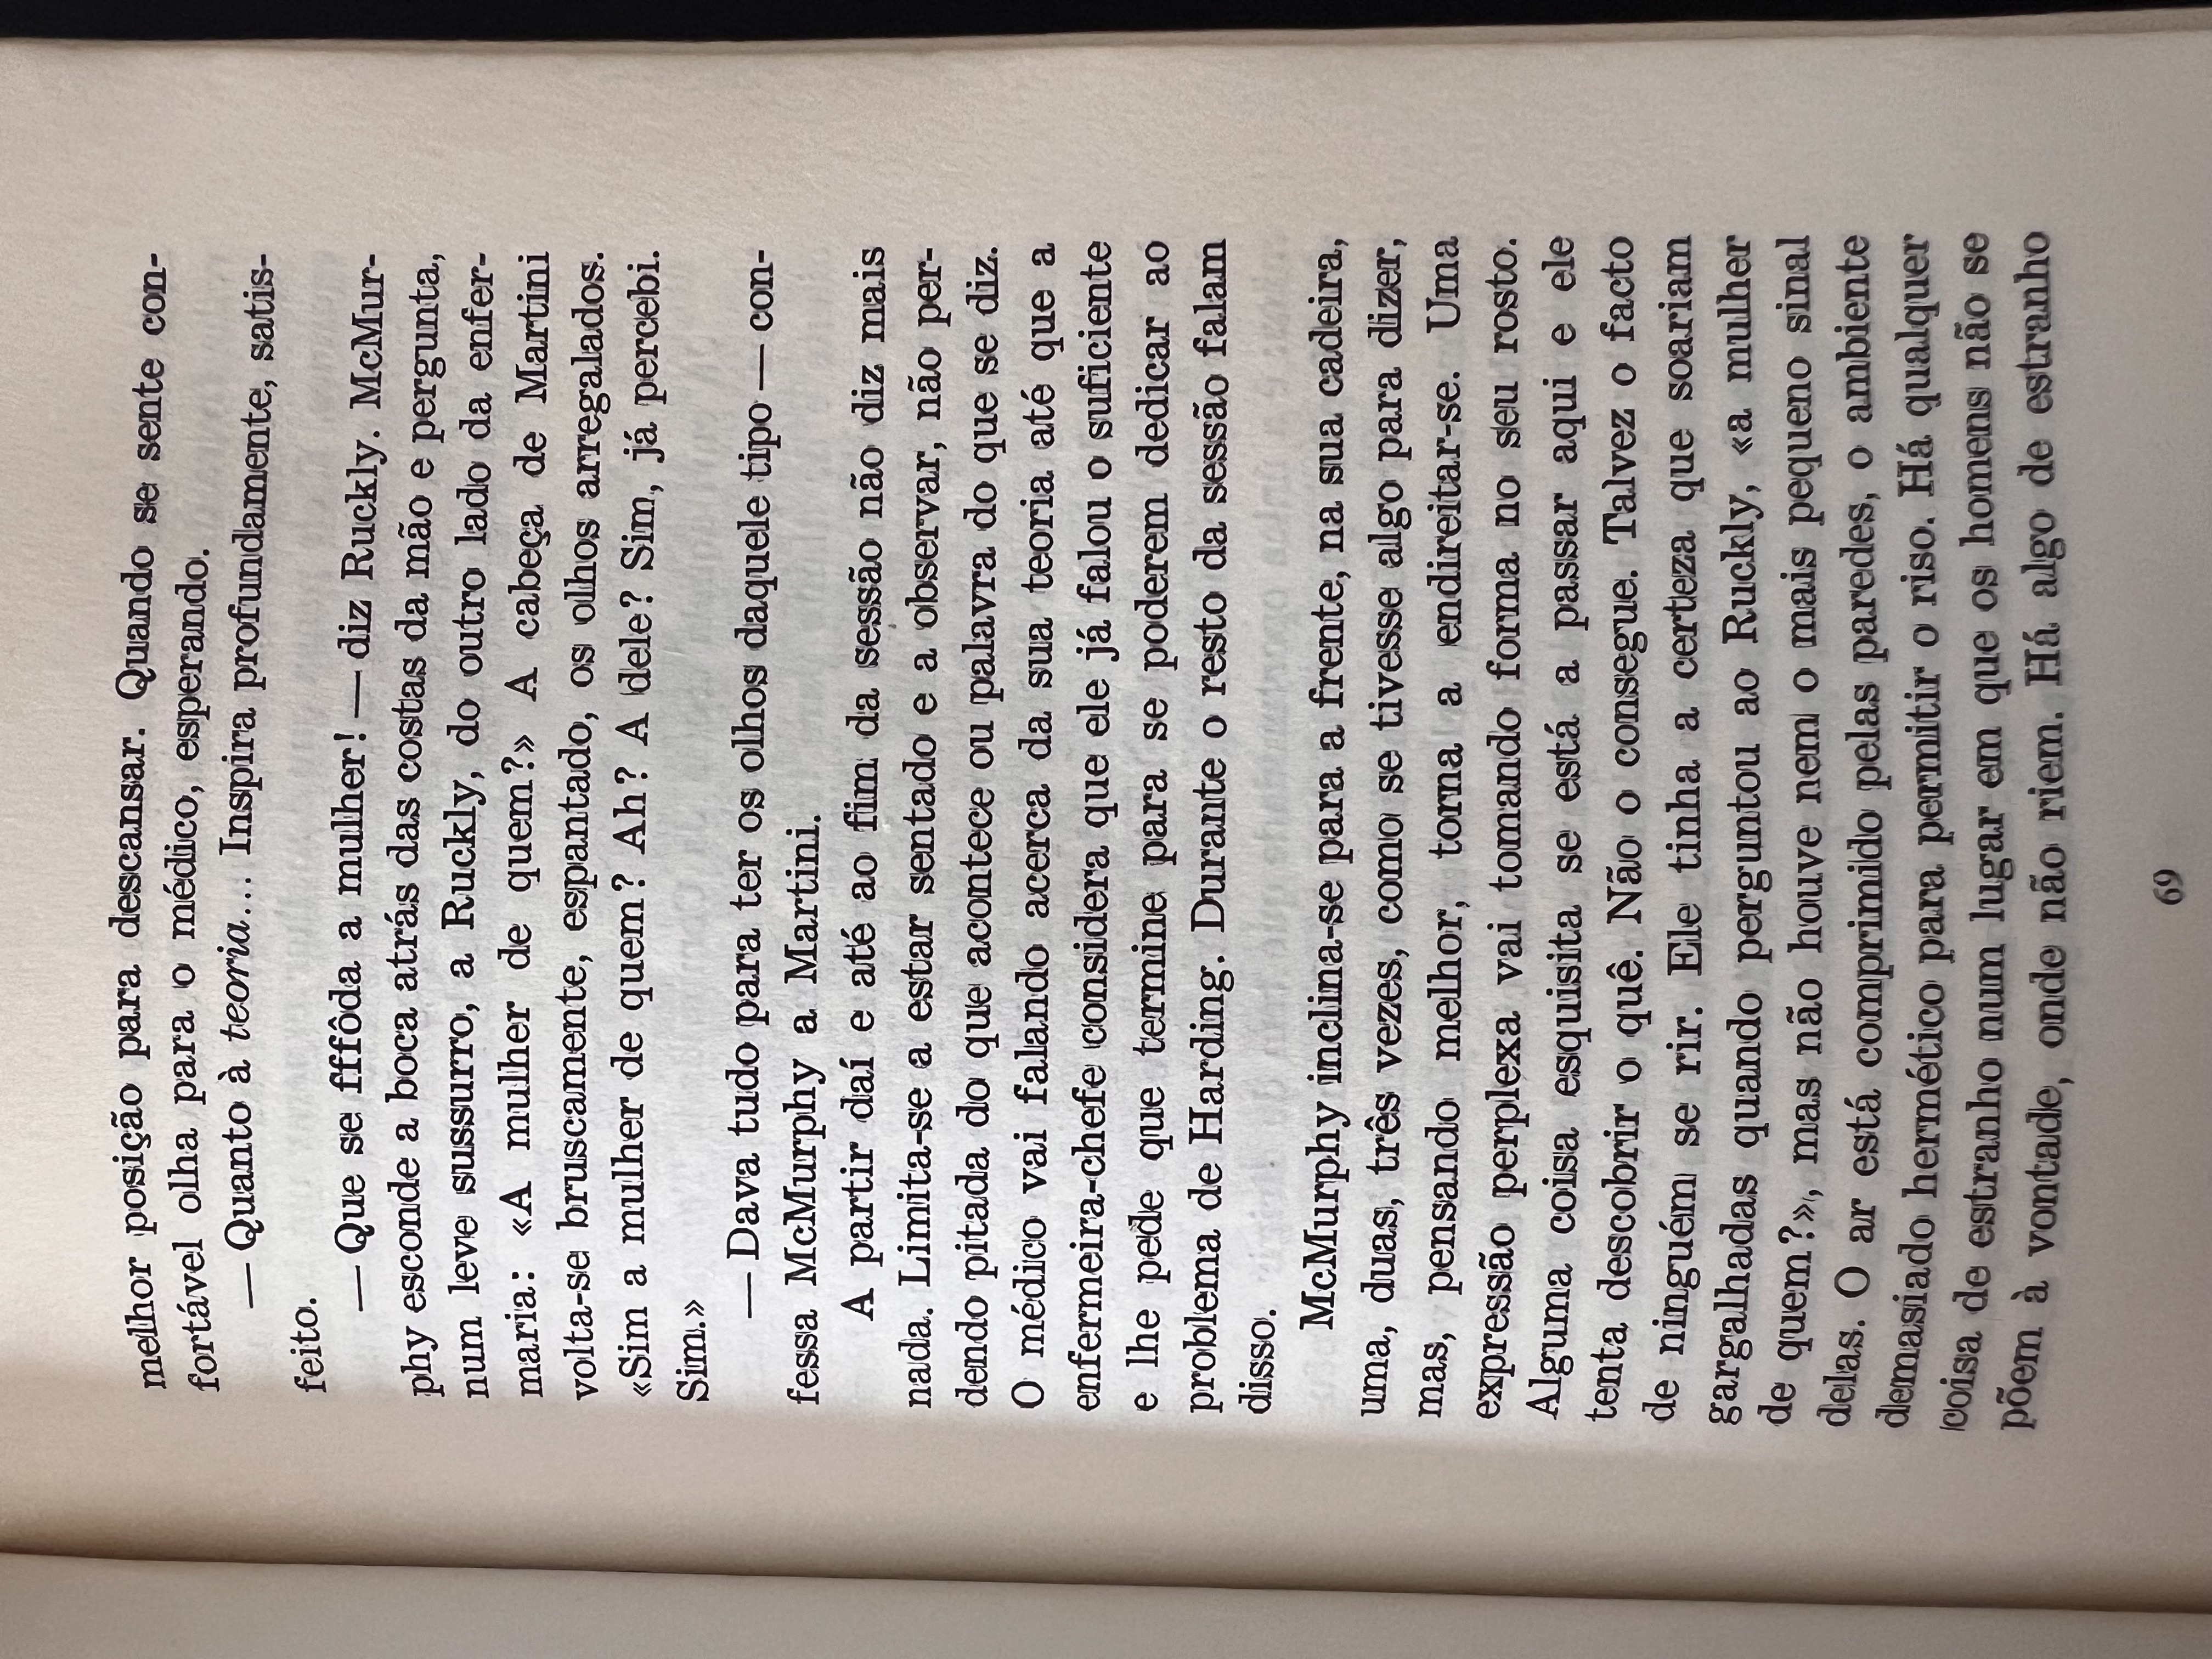 melhor posição para descansar. Quando se sente con-
fortável olha para o médico, esperando.
— Quanto à teoria... Inspira profundamente, satis-
feito.
— Que se fffôda a mulher! — diz Ruckly. McMur-
phy esconde a boca atrás das costas da mão e pergunta,
num leve sussurro, a Ruckly, do outro lado da enfer-
maria: «A mulher de quem?» A cabeça de Martini
volta-se bruscamente, espantado, os olhos arregalados.
«Sim a mulher de quem? Ah? A dele? Sim, já percebi.
Sim.»
— Dava tudo para ter os olhos daquele tipo — con-
fessa McMurphy a Martini.
A partir daí e até ao fim da sessão não diz mais
nada. Limita-se a estar sentado e a observar, não per-
dendo pitada do que acontece ou palavra do que se diz.
O médico vai falando acerca da sua teoria até que a
enfermeira-chefe considera que ele já falou o suficiente
e lhe pede que termine para se poderem dedicar ao
problema de Harding. Durante o resto da sessão falam
disso.
McMurphy inclina-se para a frente, na sua cadeira,
uma, duas, três vezes, como se tivesse algo para dizer,
mas, pensando melhor, torna a endireitar-se. Uma
expressão perplexa vai tomando forma no seu rosto.
Alguma coisa esquisita se está a passar aqui e ele
tenta descobrir o quê. Não o consegue. Talvez o facto
de ninguém se rir. Ele tinha a certeza que soariam
gargalhadas quando perguntou ao Ruckly, «a mulher
de quem?», mas não houve nem o mais pequeno sinal
delas. O ar está comprimido pelas paredes, o ambiente
demasiado hermético para permitir o riso. Há qualquer
coisa de estranho num lugar em que os homens não se
põem à vontade, onde não riem. Há algo de estranho
69